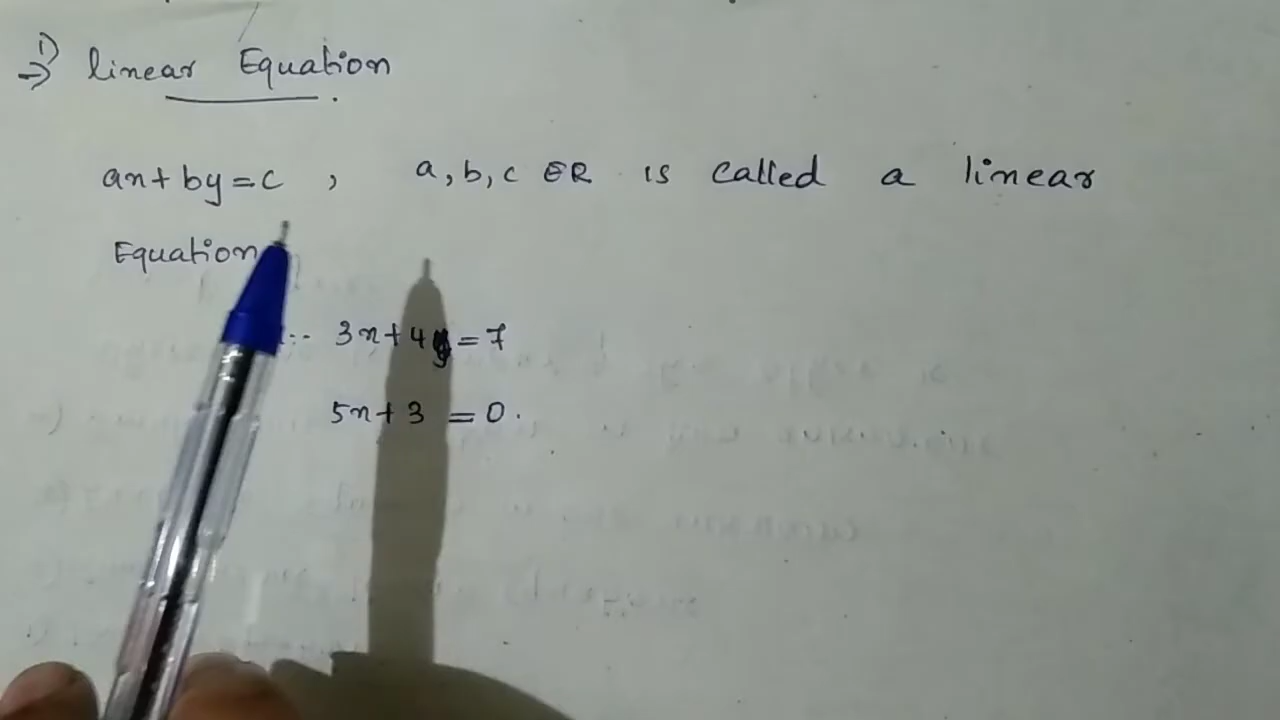 1)
⇒ linear Equation.
ax+by=c , a,b,c ∈R is called a linear
Equation
:- 3x+4y=7
5x+3 =0.